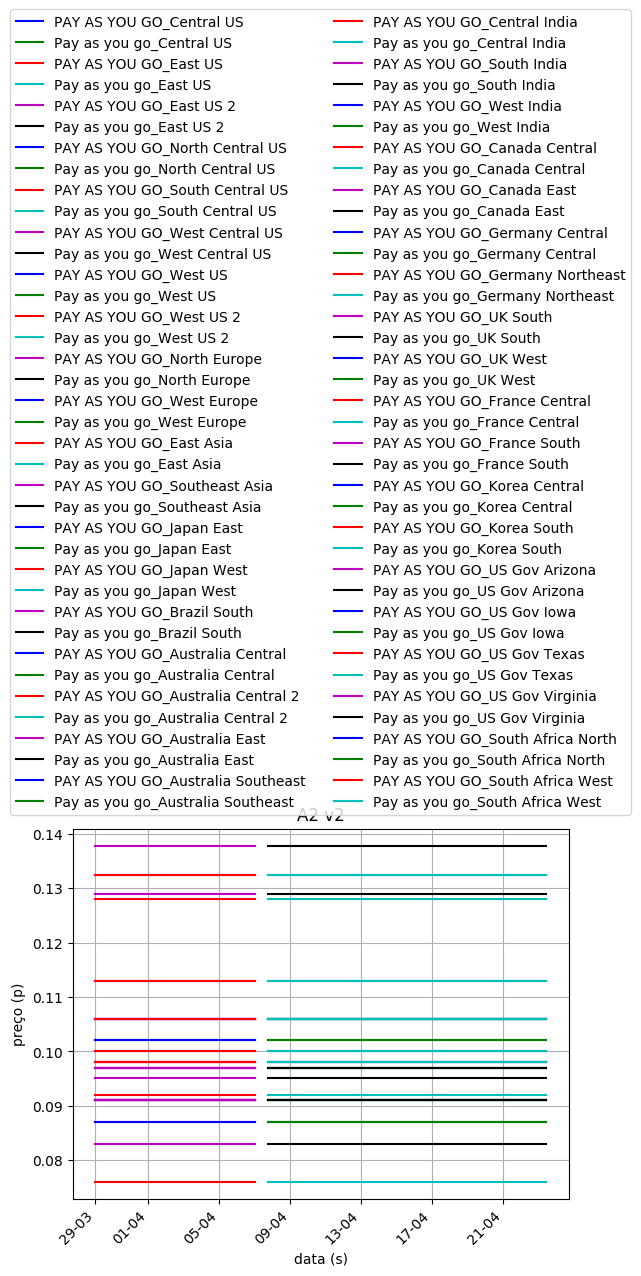 PAY AS YOU GO_Central US
Pay as you go_Central US
PAY AS YOU GO_East US
Pay as you go_East US
PAY AS YOU GO_East US 2
Pay as you go_East US 2
PAY AS YOU GO_North Central US
Pay as you go_North Central US
PAY AS YOU GO_South Central US
Pay as you go_South Central US
PAY AS YOU GO_West Central US
Pay as you go_West Central US
PAY AS YOU GO_West US
Pay as you go_West US
PAY AS YOU GO_West US 2
Pay as you go_West US 2
PAY AS YOU GO_North Europe
Pay as you go_North Europe
PAY AS YOU GO_West Europe
Pay as you go_West Europe
PAY AS YOU GO_East Asia
Pay as you go_East Asia
PAY AS YOU GO_Southeast Asia
Pay as you go_Southeast Asia
PAY AS YOU GO_Japan East
Pay as you go_Japan East
PAY AS YOU GO_Japan West
Pay as you go_Japan West
PAY AS YOU GO_Brazil South
Pay as you go_Brazil South
PAY AS YOU GO_Australia Central
Pay as you go_Australia Central
PAY AS YOU GO_Australia Central 2
Pay as you go_Australia Central 2
PAY AS YOU GO_Australia East
Pay as you go_Australia East
PAY AS YOU GO_Australia Southeast
Pay as you go_Australia Southeast
PAY AS YOU GO_Central India
Pay as you go_Central India
PAY AS YOU GO_South India
Pay as you go_South India
PAY AS YOU GO_West India
Pay as you go_West India
PAY AS YOU GO_Canada Central
Pay as you go_Canada Central
PAY AS YOU GO_Canada East
Pay as you go_Canada East
PAY AS YOU GO_Germany Central
Pay as you go_Germany Central
PAY AS YOU GO_Germany Northeast
Pay as you go_Germany Northeast
PAY AS YOU GO_UK South
Pay as you go_UK South
PAY AS YOU GO_UK West
Pay as you go_UK West
PAY AS YOU GO_France Central
Pay as you go_France Central
PAY AS YOU GO_France South
Pay as you go_France South
PAY AS YOU GO_Korea Central
Pay as you go_Korea Central
PAY AS YOU GO_Korea South
Pay as you go_Korea South
PAY AS YOU GO_US Gov Arizona
Pay as you go_US Gov Arizona
PAY AS YOU GO_US Gov Iowa
Pay as you go_US Gov Iowa
PAY AS YOU GO_US Gov Texas
Pay as you go_US Gov Texas
PAY AS YOU GO_US Gov Virginia
Pay as you go_US Gov Virginia
PAY AS YOU GO_South Africa North
Pay as you go_South Africa North
PAY AS YOU GO_South Africa West
Pay as you go_South Africa West
A2 v2
0.14
0.13
0.12
0.11
0.10
0.09
0.08
preço (p)
29-03
01-04
05-04
09-04
13-04
17-04
21-04
data (s)